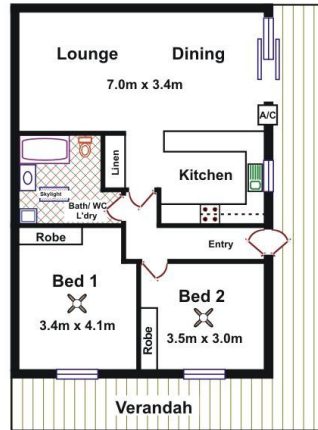 Lounge Dining
7.0m x 3.4m
A/C
Linen
Kitchen
Skylight
Bath/ WC
L'dry
Robe
Entry
Bed 1
3.4m x 4.1m
Bed 2
3.5m x 3.0m
Robe
Verandah